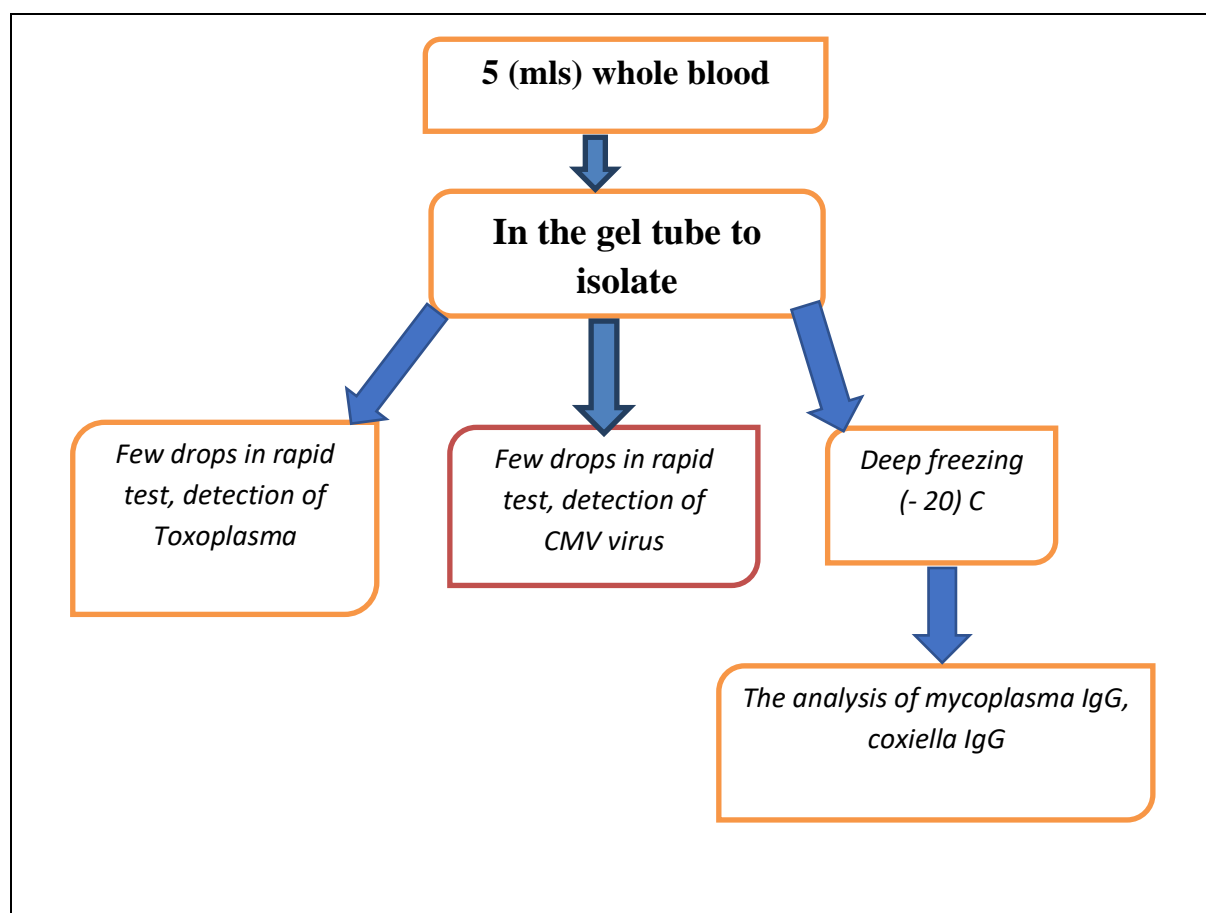 5 (mls) whole blood
In the gel tube to
isolate
Few drops in rapid
test, detection of
Toxoplasma
Few drops in rapid
test, detection of
CMV virus
Deep freezing
(- 20) C
The analysis of mycoplasma IgG,
coxiella IgG